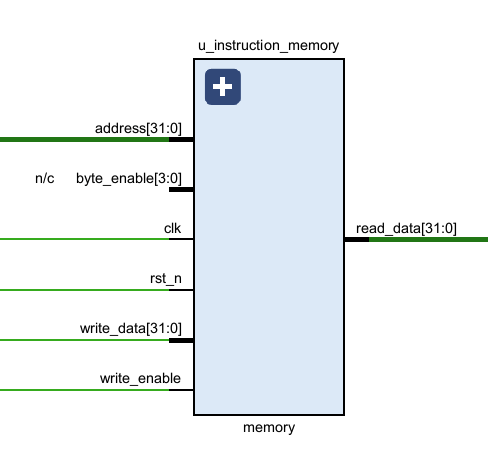 u_instruction_memory
address[31:0]
n/c byte_enable[3:0]
clk
read_data[31:0]
rst_n
write_data[31:0]
write_enable
memory